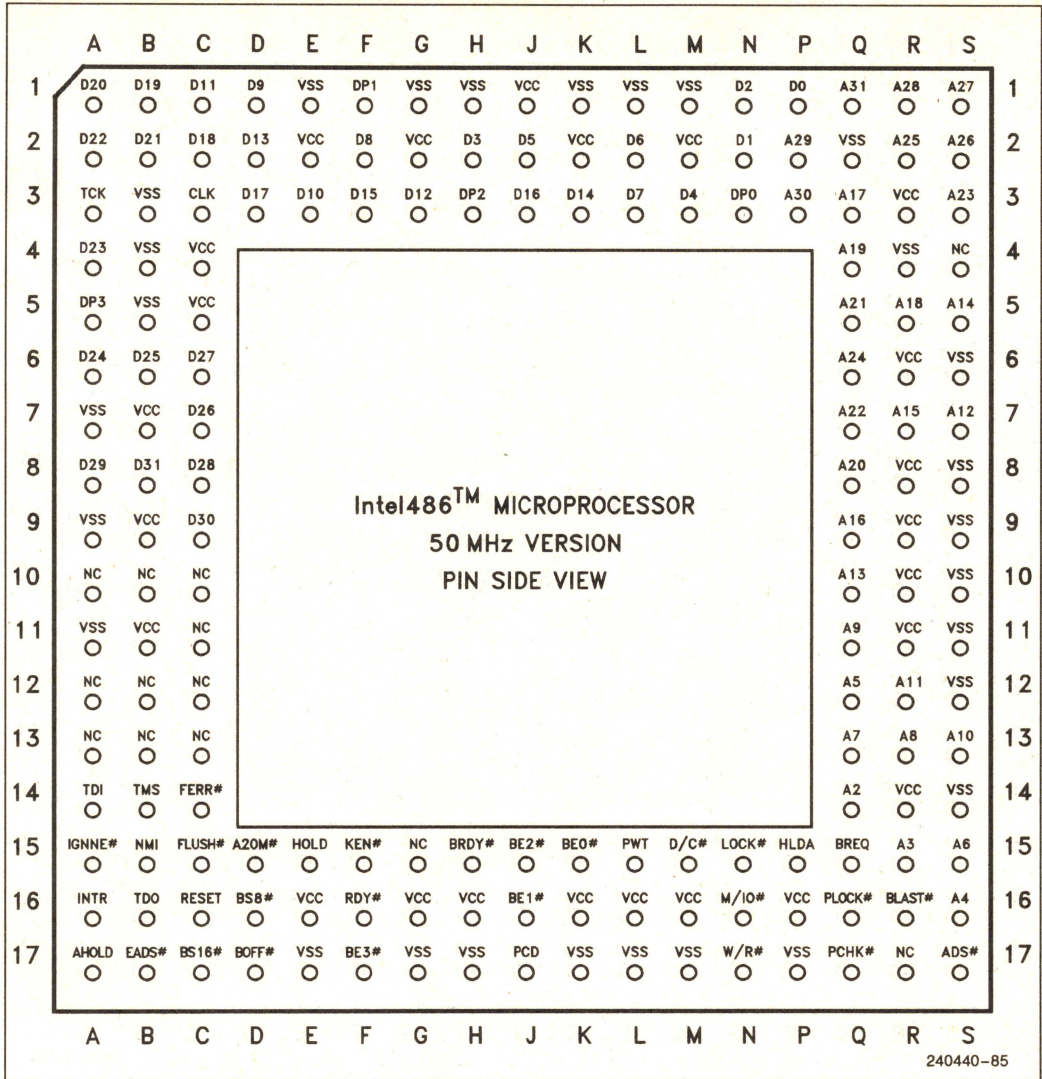 A B C D E F G H J K L M N P Q R S
1 D20 D19 D11 D9 VSS DP1 VSS VSS VCC VSS VSS VSS D2 D0 A31 A28 A27 1
2 D22 D21 D18 D13 VCC D8 VCC D3 D5 VCC D6 VCC D1 A29 VSS A25 A26 2
3 TCK VSS CLK D17 D10 D15 D12 DP2 D16 D14 D7 D4 DP0 A30 A17 VCC A23 3
4 D23 VSS VCC A19 VSS NC 4
5 DP3 VSS VCC A21 A18 A14 5
6 D24 D25 D27 A24 VCC VSS 6
7 VSS VCC D26 A22 A15 A12 7
8 D29 D31 D28 A20 VCC VSS 8
Intel486TM MICROPROCESSOR
9 VSS VCC D30 A16 VCC VSS 9
50 MHz VERSION
PIN SIDE VIEW
10 NC NC NC A13 VCC VSS 10
11 VSS VCC NC A9 VCC VSS 11
12 NC NC NC A5 A11 VSS 12
13 NC NC NC A7 A8 A10 13
14 TDI TMS FERR# A2 VCC VSS 14
15 IGNNE# NMI FLUSH# A20M# HOLD KEN# NC BRDY# BE2# BE0# PWT D/C# LOCK# HLDA BREQ A3 A6 15
16 INTR TDO RESET BS8# VCC RDY# VCC VCC BE1# VCC VCC VCC M/IO# VCC PLOCK# BLAST# A4 16
17 AHOLD EADS# BS16# BOFF# VSS BE3# VSS VSS PCD VSS VSS VSS W/R# VSS PCHK# NC ADS# 17
A B C D E F G H J K L M N P Q R S
240440-85